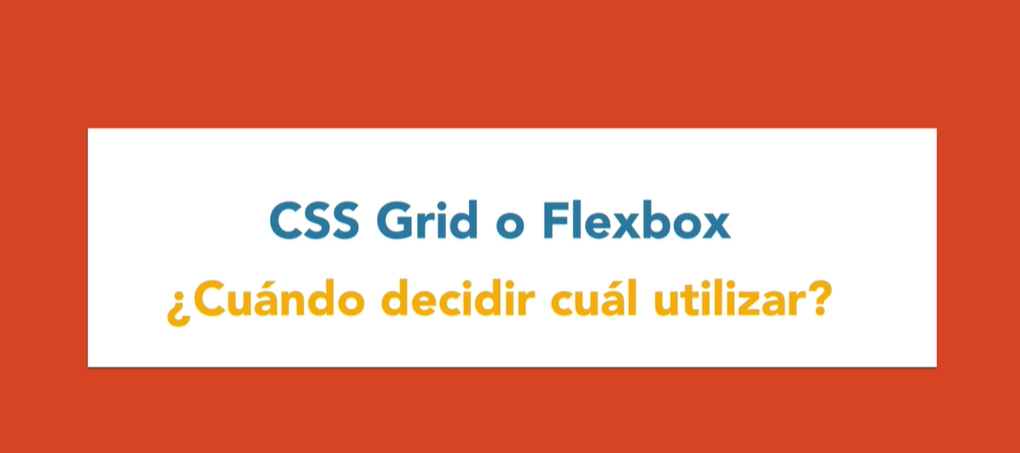 CSS Grid o Flexbox
¿Cuándo decidir cuál utilizar?